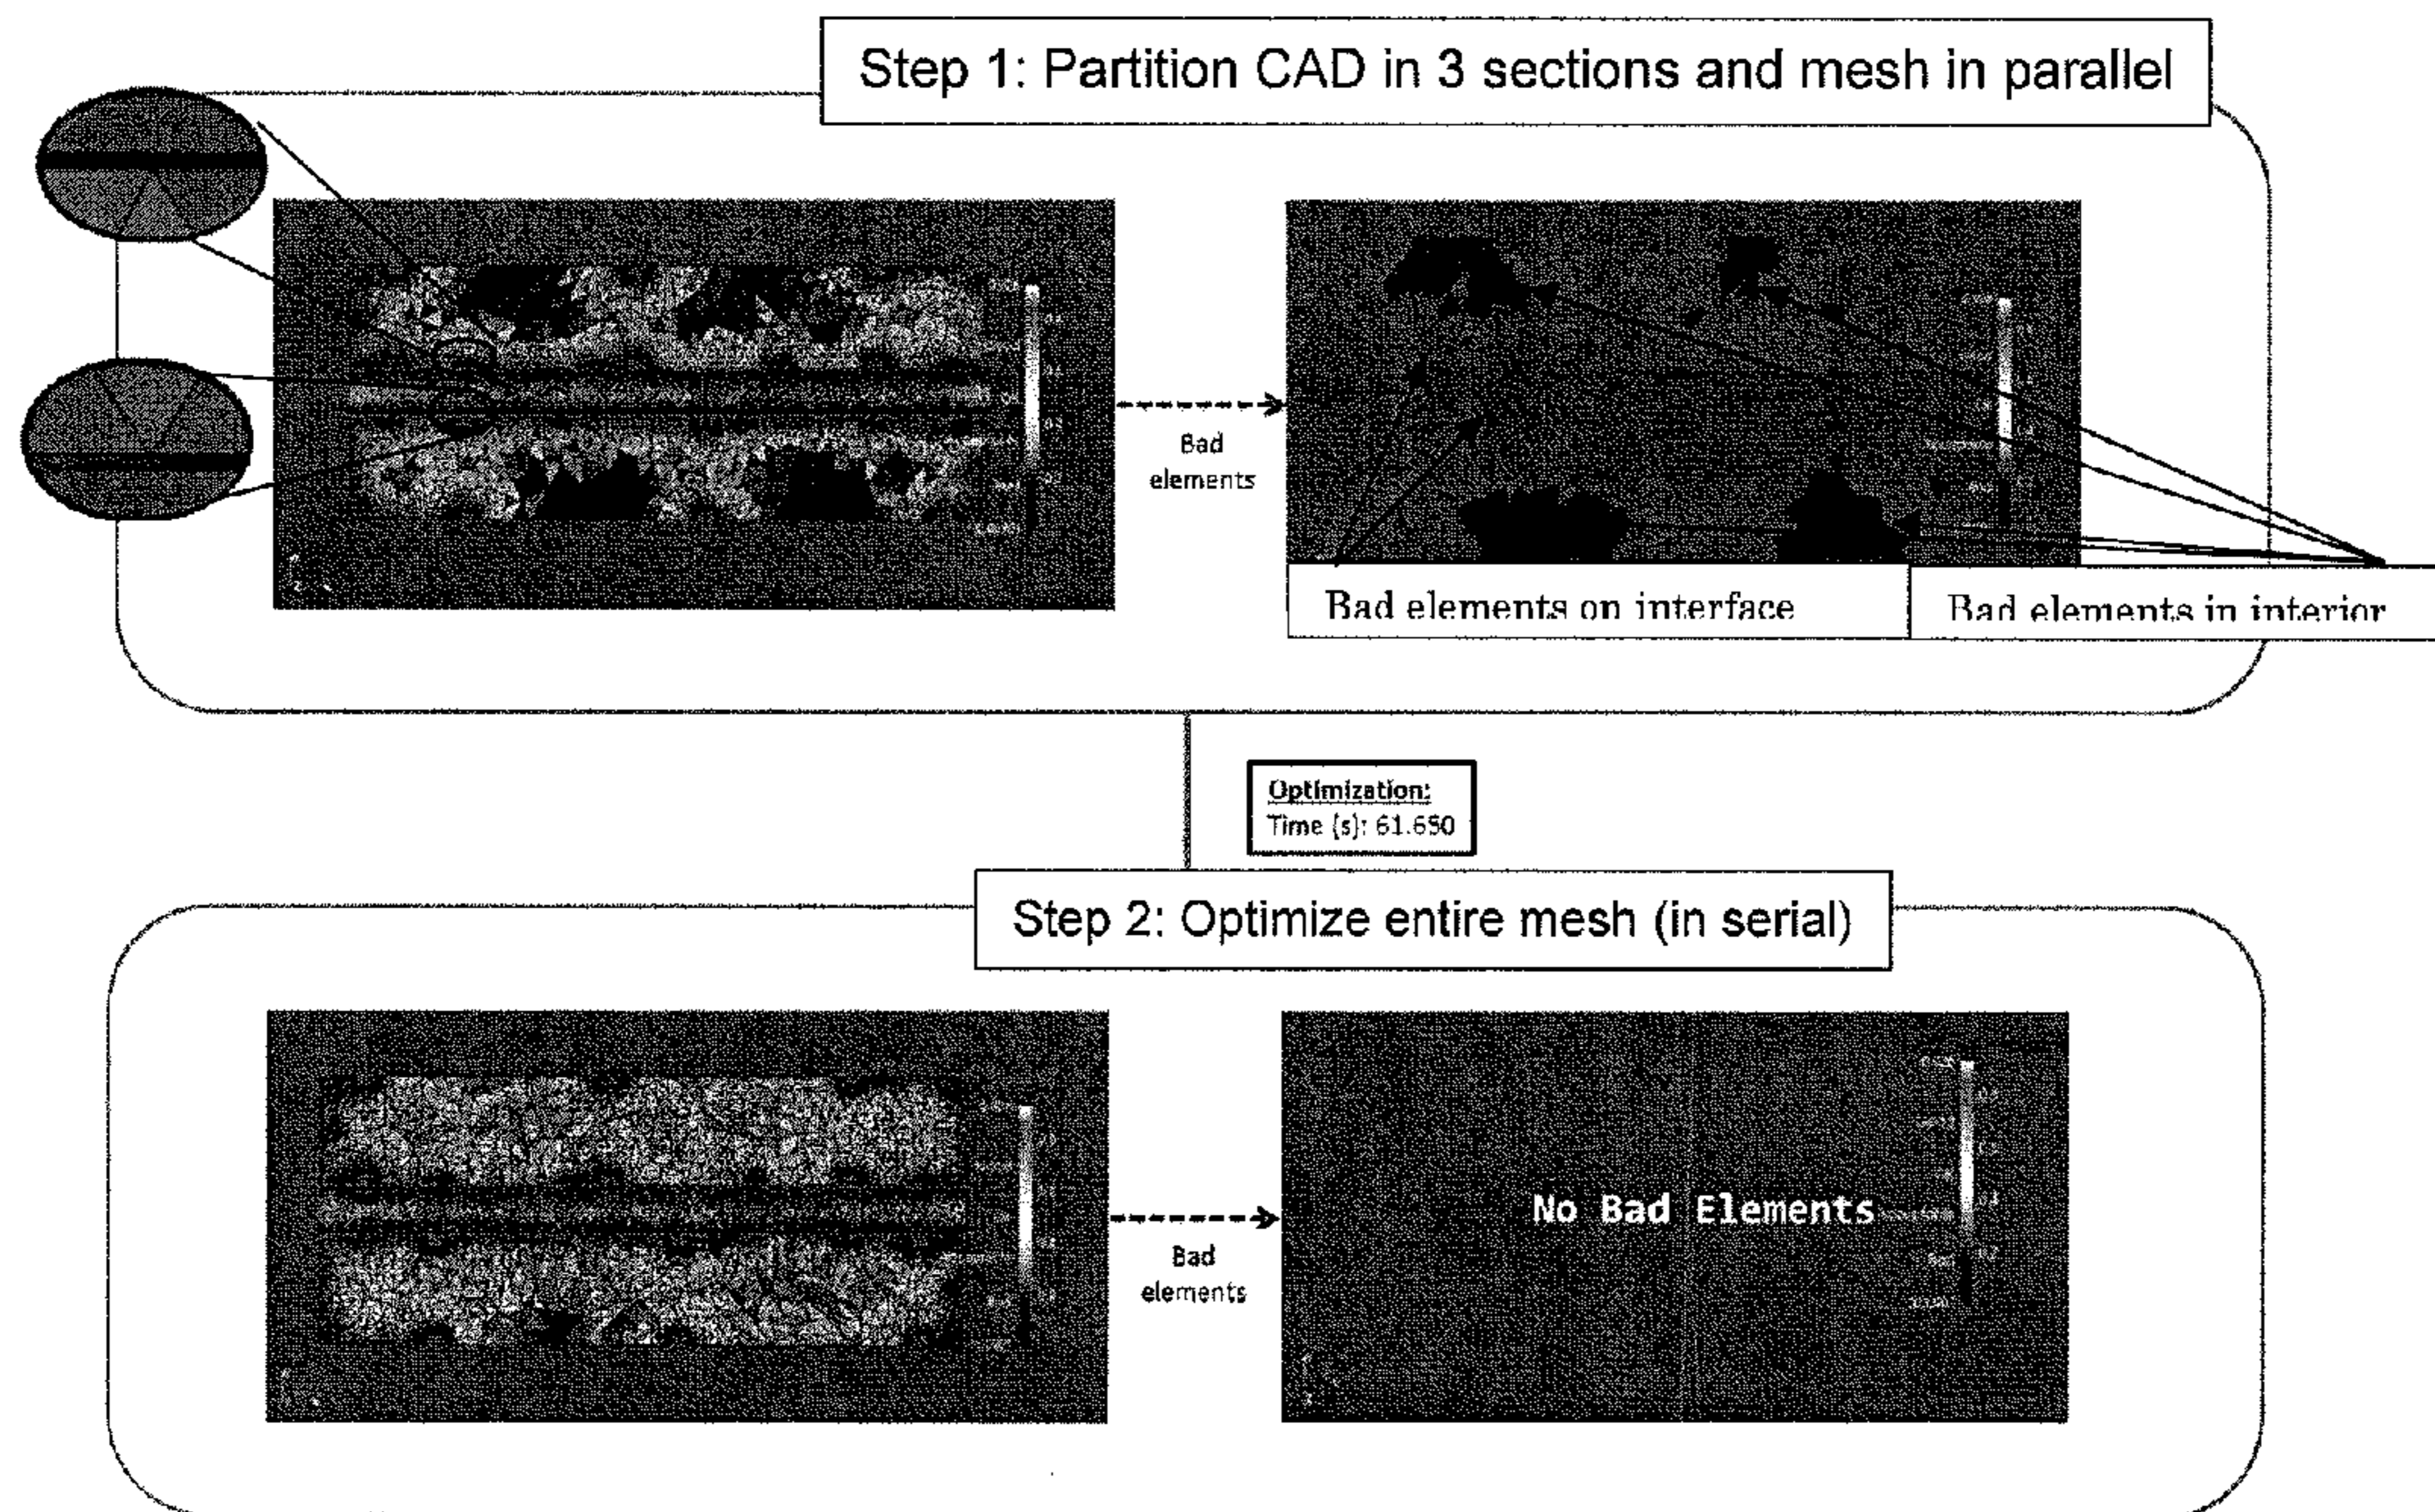 Step 1: Partition CAD in 3 sections and mesh in parallel
Bad
elements
Bad elements on interface
Bad elements in interior
Optimization:
Time (s): 61.650
Step 2: Optimize entire mesh (in serial)
Bad
elements
No Bad Elements